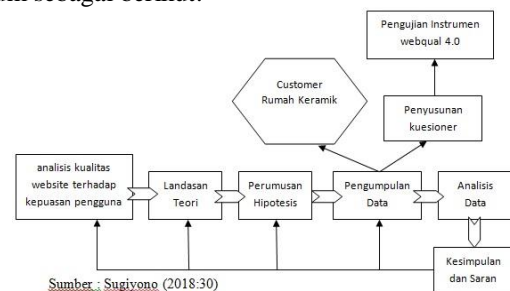 sebagai berikut:
Pengujian Instrumen
webqual 4.0
Customer
Rumah Keramik
Penyusunan
kuesioner
analisis kualitas
website terhadap
kepuasan pengguna
Landasan
Teori
Perumusan
Hipotesis
Pengumpulan
Data
Analisis
Data
Kesimpulan
dan Saran
Sumber : Sugiyono (2018:30)